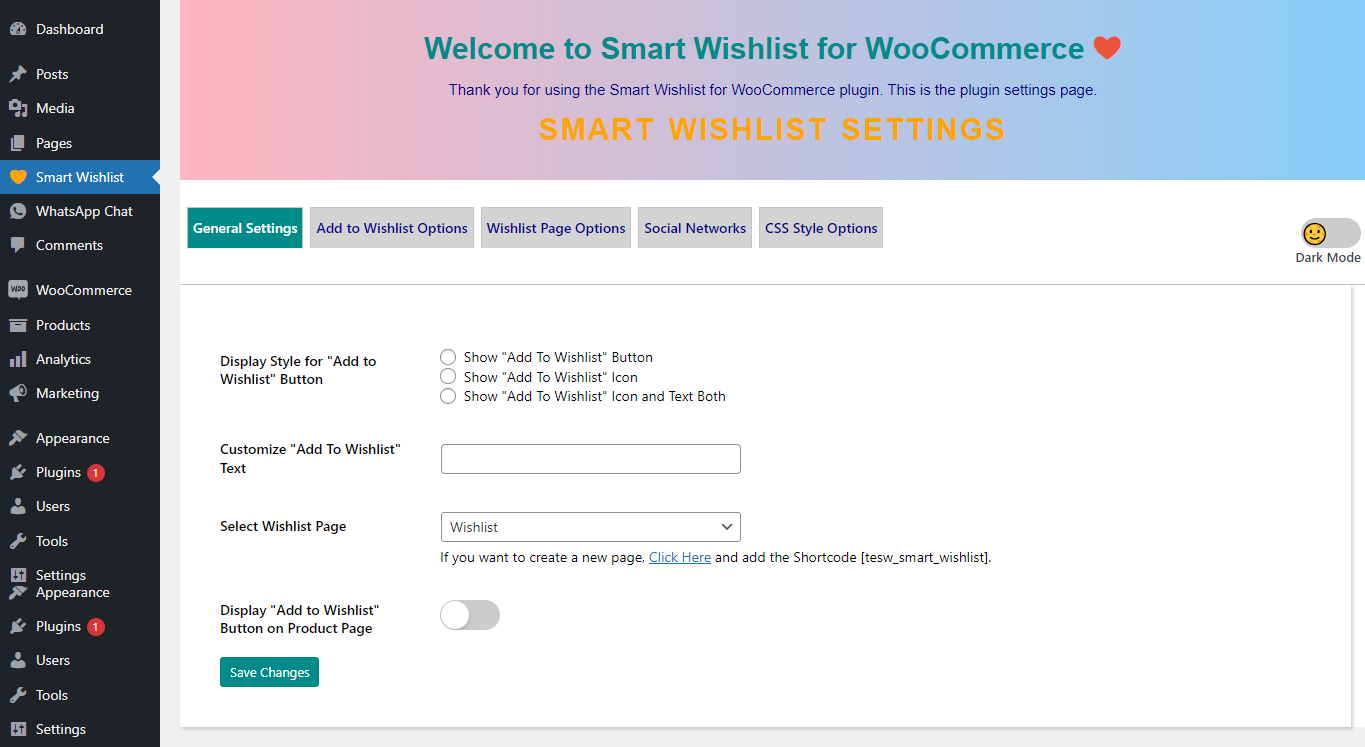 Dashboard
Posts
Media
Pages
Smart Wishlist
WhatsApp Chat
Comments
WOO WooCommerce
Products
Analytics
Marketing
Appearance
Plugins 1
Users
Tools
Settings
Appearance
Plugins 1
Users
Tools
Settings
Welcome to Smart Wishlist for WooCommerce
Thank you for using the Smart Wishlist for WooCommerce plugin. This is the plugin settings page.
SMART WISHLIST SETTINGS
General Settings Add to Wishlist Options Wishlist Page Options Social Networks CSS Style Options
Dark Mode
Display Style for "Add to
Wishlist" Button
Show "Add To Wishlist" Button
Show "Add To Wishlist" Icon
Show "Add To Wishlist" Icon and Text Both
Customize "Add To Wishlist"
Text
Select Wishlist Page
Wishlist
If you want to create a new page, Click Here and add the Shortcode [tesw_smart_wishlist].
Display "Add to Wishlist"
Button on Product Page
Save Changes